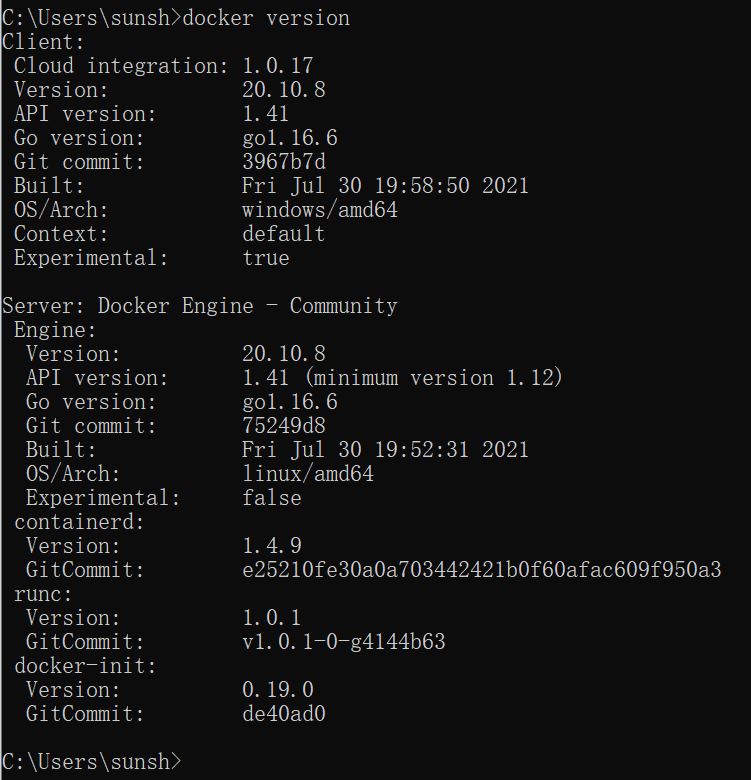 C:\Users\sunsh>docker version
Client:
 Cloud integration: 1.0.17
 Version:           20.10.8
 API version:       1.41
 Go version:        go1.16.6
 Git commit:        3967b7d
 Built:             Fri Jul 30 19:58:50 2021
 OS/Arch:           windows/amd64
 Context:           default
 Experimental:      true

Server: Docker Engine - Community
 Engine:
  Version:          20.10.8
  API version:      1.41 (minimum version 1.12)
  Go version:       go1.16.6
  Git commit:       75249d8
  Built:            Fri Jul 30 19:52:31 2021
  OS/Arch:          linux/amd64
  Experimental:     false
 containerd:
  Version:          1.4.9
  GitCommit:        e25210fe30a0a703442421b0f60afac609f950a3
 runc:
  Version:          1.0.1
  GitCommit:        v1.0.1-0-g4144b63
 docker-init:
  Version:          0.19.0
  GitCommit:        de40ad0

C:\Users\sunsh>